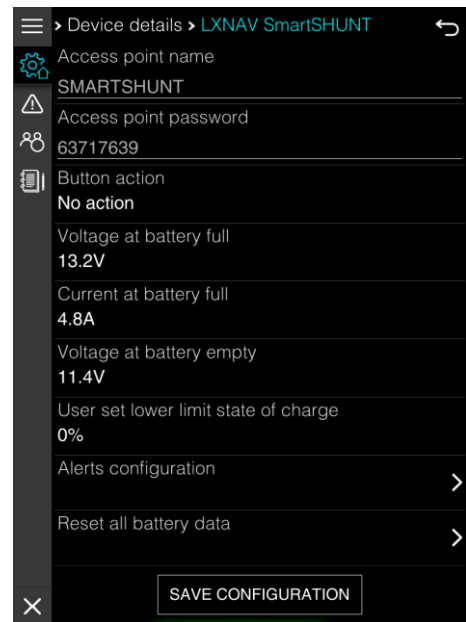 > Device details > LXNAV SmartSHUNT
Access point name
SMARTSHUNT
Access point password
63717639
Button action
No action
Voltage at battery full
13.2V
Current at battery full
4.8A
Voltage at battery empty
11.4V
User set lower limit state of charge
0%
Alerts configuration
Reset all battery data
SAVE CONFIGURATION